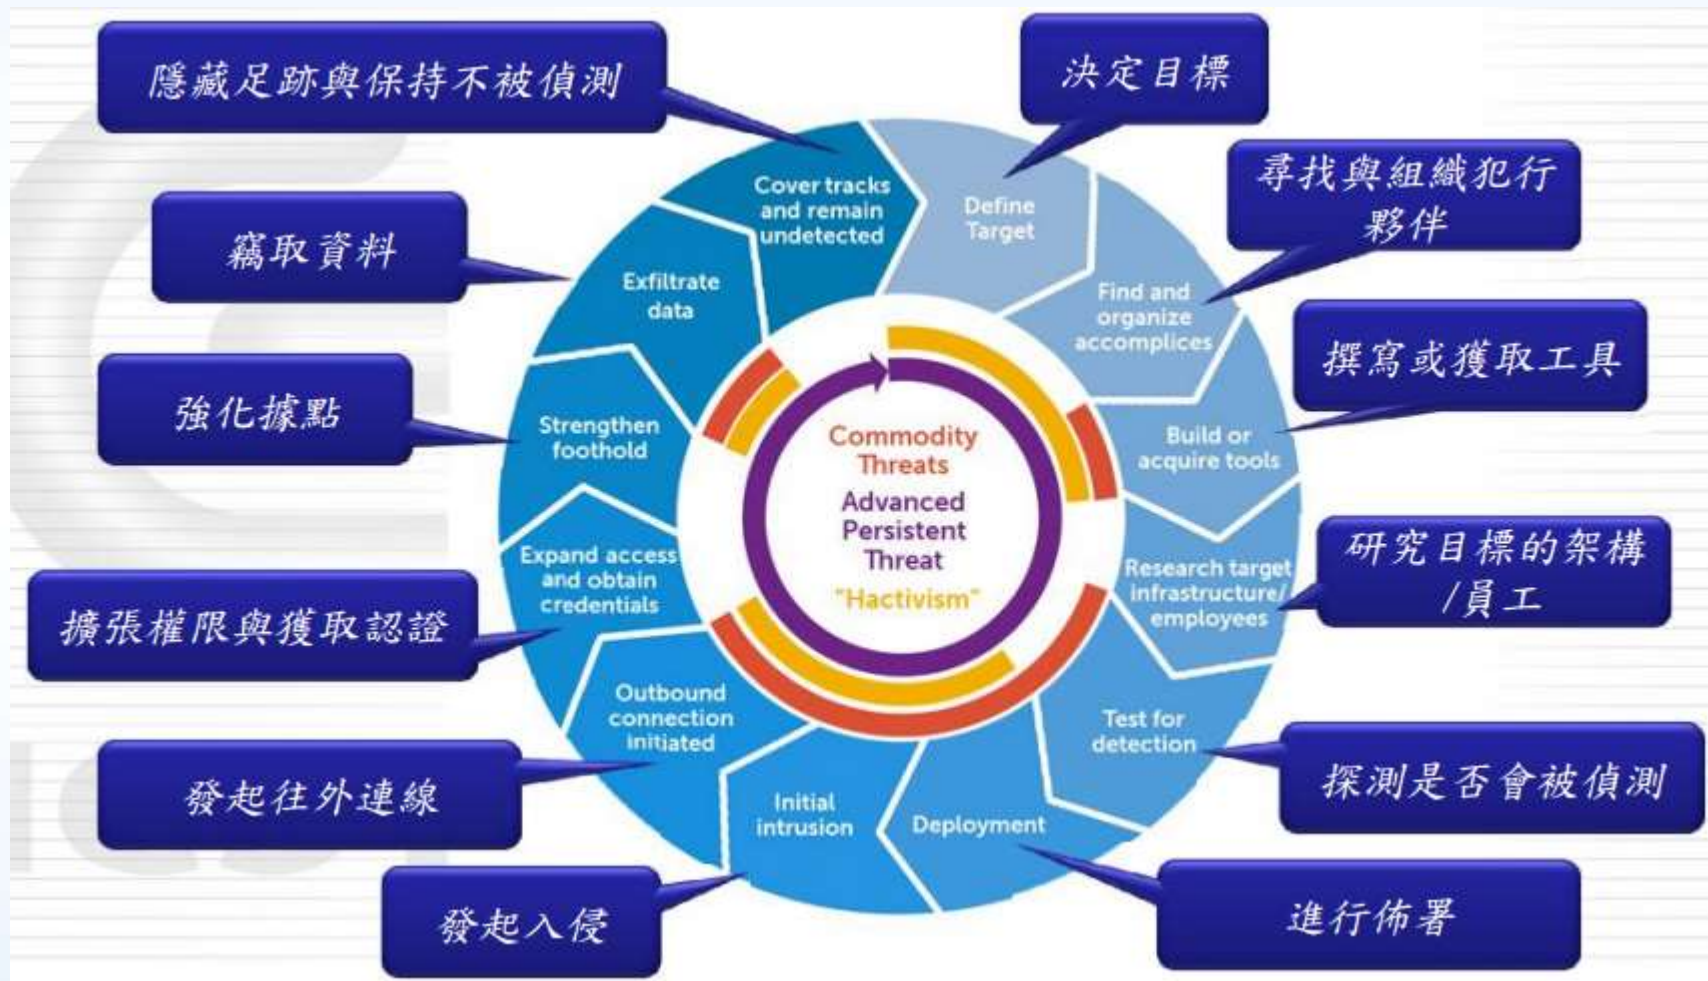 決定目標
尋找與組織犯行
夥伴
撰寫或獲取工具
研究目標的架構
/員工
探測是否會被偵測
進行佈署
發起入侵
發起往外連線
擴張權限與獲取認證
強化據點
竊取資料
隱藏足跡與保持不被偵測
Define
Target
Find and
organize
accomplices
Build or
acquire tools
Research target
infrastructure/
employees
Test for
detection
Deployment
Initial
intrusion
Outbound
connection
initiated
Expand access
and obtain
credentials
Strengthen
foothold
Exfiltrate
data
Cover tracks
and remain
undetected
Commodity
Threats
Advanced
Persistent
Threat
"Hactivism"